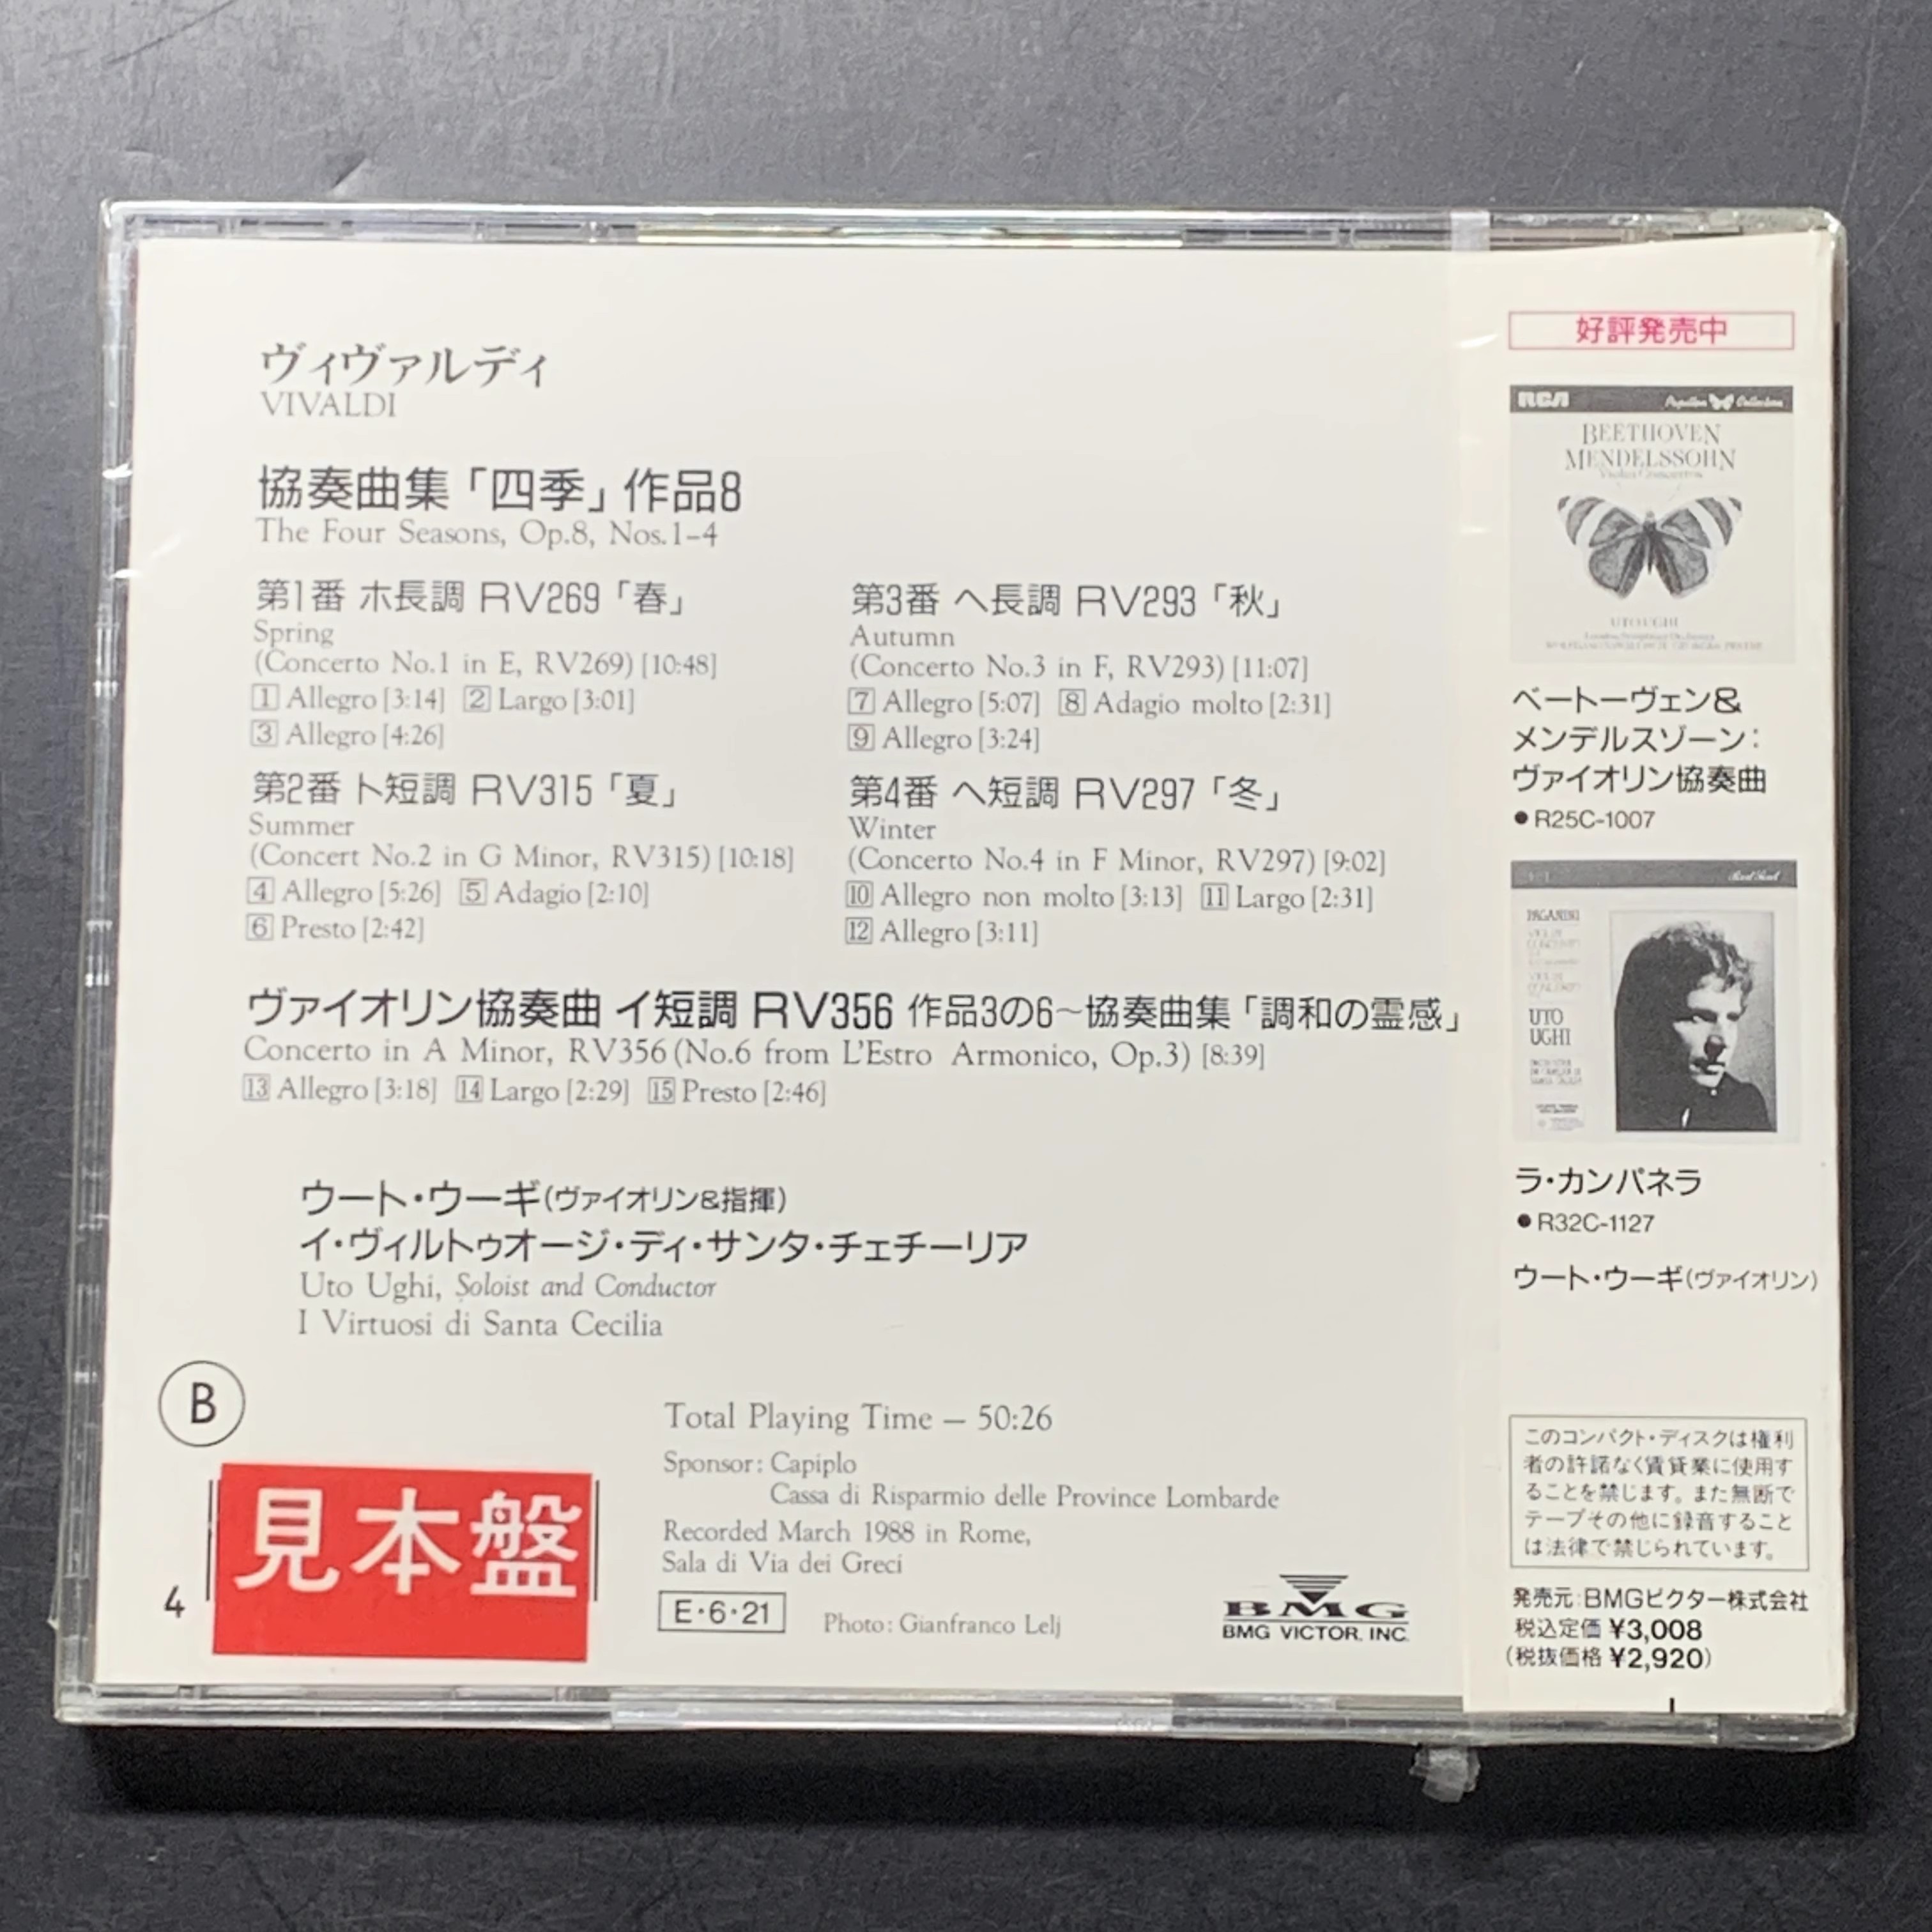 ヴィヴァルディ
VIVALDI
協奏曲集「四季」作品8
The Four Seasons, Op.8, Nos.1–4
第1番 ホ長調 RV269「春」
Spring
(Concerto No.1 in E, RV269) [10:48]
1 Allegro [3:14] 2 Largo [3:01]
3 Allegro [4:26]
第2番 ト短調 RV315「夏」
Summer
(Concert No.2 in G Minor, RV315) [10:18]
4 Allegro [5:26] 5 Adagio [2:10]
6 Presto [2:42]
第3番 ヘ長調 RV293「秋」
Autumn
(Concerto No.3 in F, RV293) [11:07]
7 Allegro [5:07] 8 Adagio molto [2:31]
9 Allegro [3:24]
第4番 ヘ短調 RV297「冬」
Winter
(Concerto No.4 in F Minor, RV297) [9:02]
10 Allegro non molto [3:13] 11 Largo [2:31]
12 Allegro [3:11]
ヴァイオリン協奏曲 イ短調 RV356 作品3の6~協奏曲集「調和の霊感」
Concerto in A Minor, RV356 (No.6 from L'Estro Armonico, Op.3) [8:39]
13 Allegro [3:18] 14 Largo [2:29] 15 Presto [2:46]
ウート・ウーギ(ヴァイオリン&指揮)
イ・ヴィルトゥオージ・ディ・サンタ・チェチーリア
Uto Ughi, Soloist and Conductor
I Virtuosi di Santa Cecilia
B
見本盤
4
Total Playing Time — 50:26
Sponsor: Capiplo
Cassa di Risparmio delle Province Lombarde
Recorded March 1988 in Rome,
Sala di Via dei Greci
E・6・21
Photo: Gianfranco Lelj
BMG
BMG VICTOR, INC.
好評発売中
RCA Papillon Collection
BEETHOVEN
MENDELSSOHN
Violin Concertos
UTO UGHI
London Symphony Orchestra
ベートーヴェン&
メンデルスゾーン:
ヴァイオリン協奏曲
●R25C-1007
Red Seal
PAGANINI
UTO
UGHI
ラ・カンパネラ
●R32C-1127
ウート・ウーギ(ヴァイオリン)
このコンパクト・ディスクは権利
者の許諾なく賃貸業に使用す
ることを禁じます。また無断で
テープその他に録音すること
は法律で禁じられています。
発売元:BMGビクター株式会社
税込定価 ¥3,008
(税抜価格 ¥2,920)